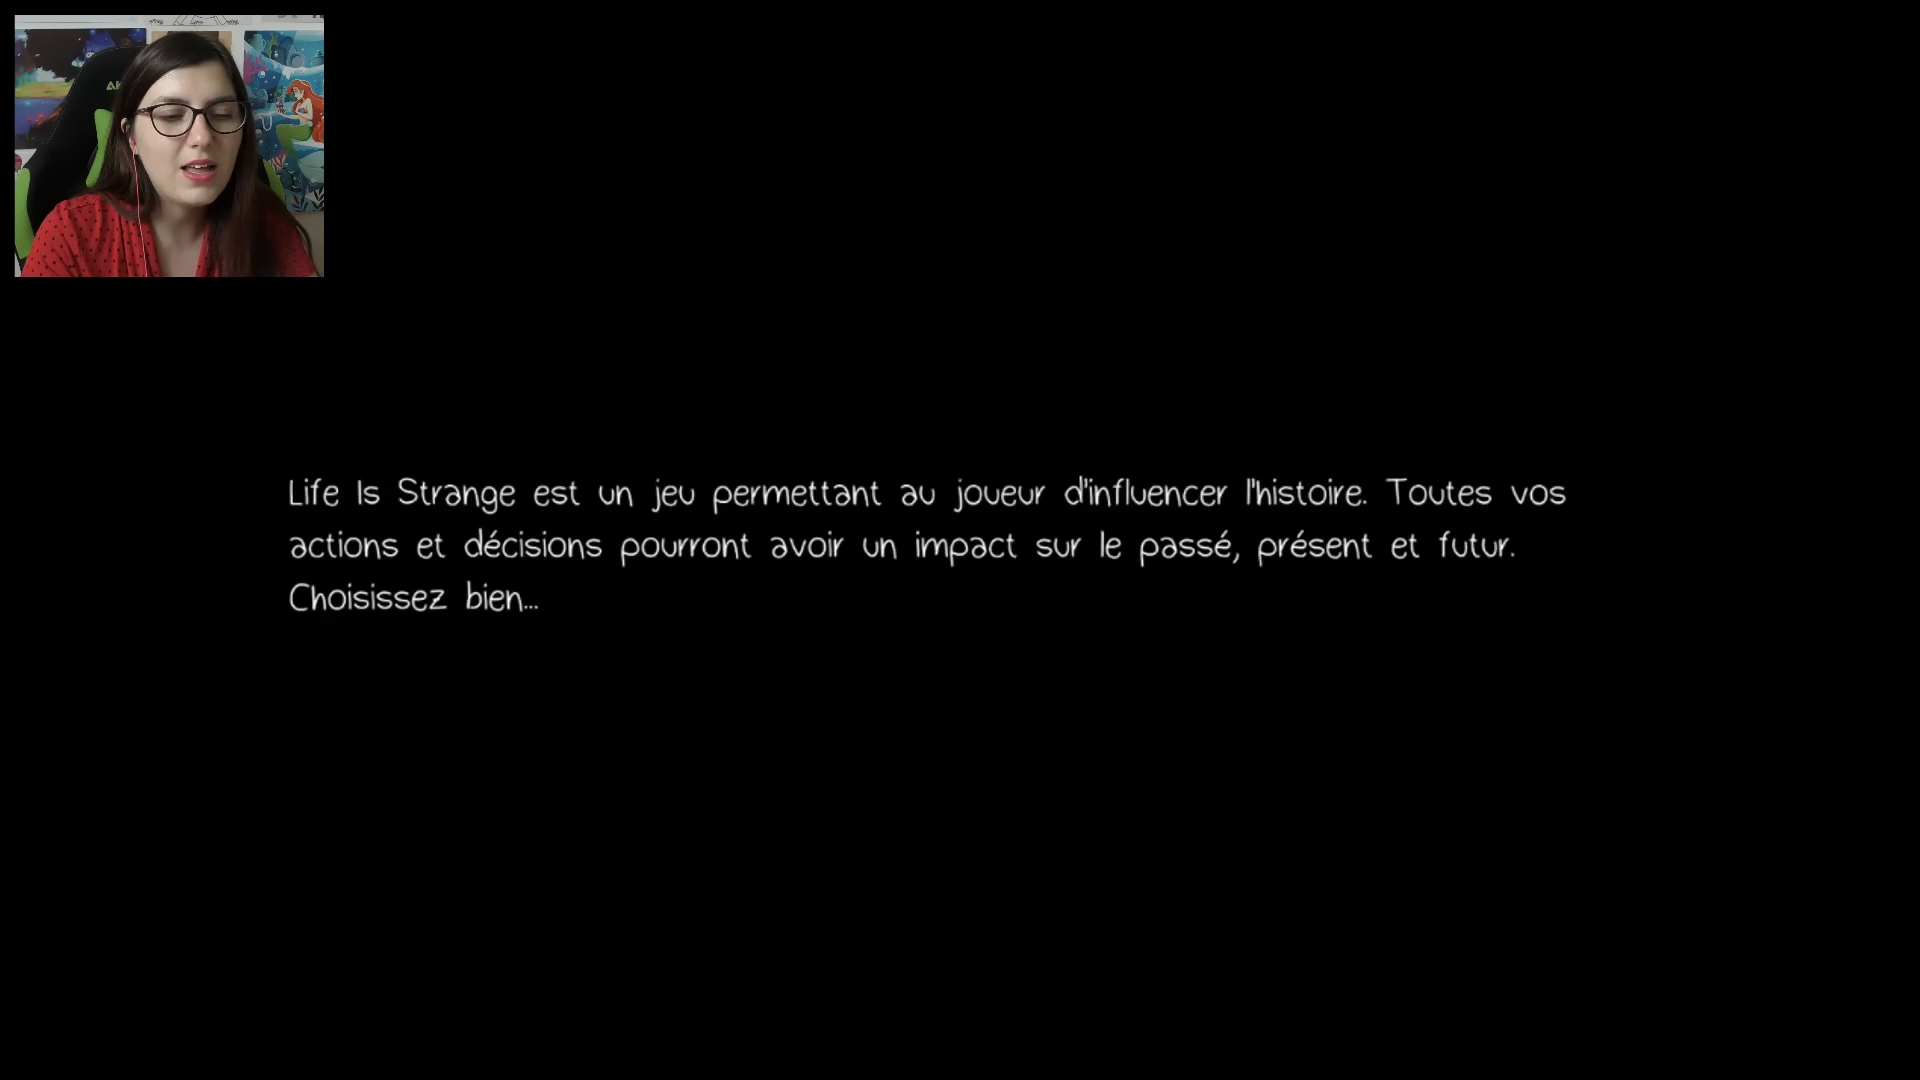 Life Is Strange est un jeu permettant au joueur d'influencer l'histoire. Toutes vos
actions et décisions pourront avoir un impact sur le passé, présent et futur.
Choisissez bien...